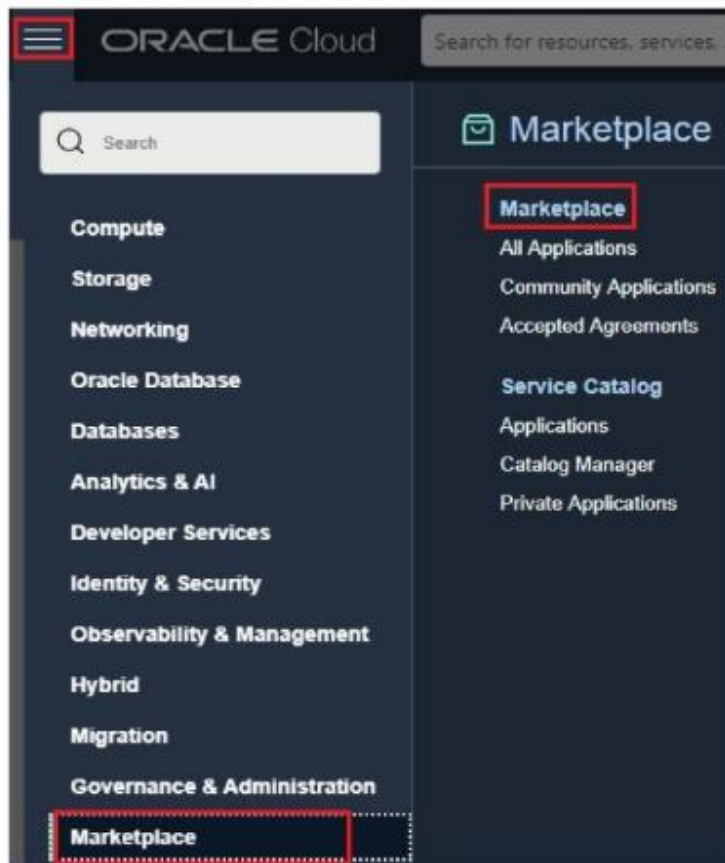 ORACLE Cloud
Search for resources, services,
Search
Compute
Storage
Networking
Oracle Database
Databases
Analytics & AI
Developer Services
Identity & Security
Observability & Management
Hybrid
Migration
Governance & Administration
Marketplace
Marketplace
Marketplace
All Applications
Community Applications
Accepted Agreements
Service Catalog
Applications
Catalog Manager
Private Applications